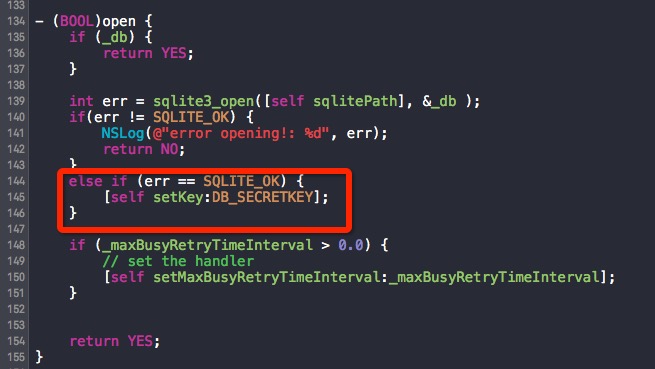 133
134 - (BOOL)open {
135 if (_db) {
136 return YES;
137 }
138
139 int err = sqlite3_open([self sqlitePath], &_db );
140 if(err != SQLITE_OK) {
141 NSLog(@"error opening!: %d", err);
142 return NO;
143 }
144 else if (err == SQLITE_OK) {
145 [self setKey:DB_SECRETKEY];
146 }
147
148 if (_maxBusyRetryTimeInterval > 0.0) {
149 // set the handler
150 [self setMaxBusyRetryTimeInterval:_maxBusyRetryTimeInterval];
151 }
152
153
154 return YES;
155 }